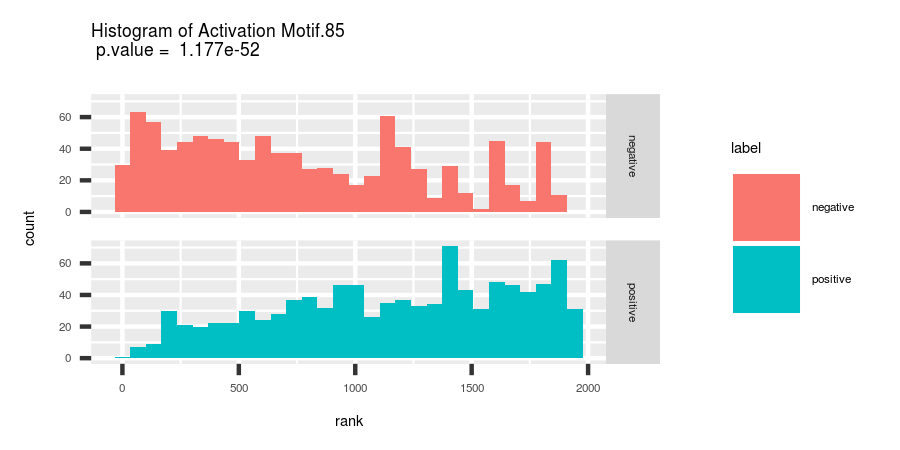 Histogram of Activation Motif.85
p.value =  1.177e-52
count
60
40
20
0
negative
60
40
20
0
positive
0
500
1000
1500
2000
rank
label
negative
positive